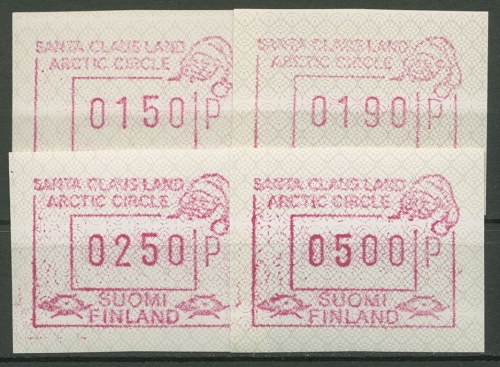 SANTA CLAUS LAND
ARCTIC CIRCLE
0150 P
SANTA CLAUS LAND
ARCTIC CIRCLE
0190 P
SANTA CLAUS LAND
ARCTIC CIRCLE
0250 P
SUOMI
FINLAND
SANTA CLAUS LAND
ARCTIC CIRCLE
0500 P
SUOMI
FINLAND